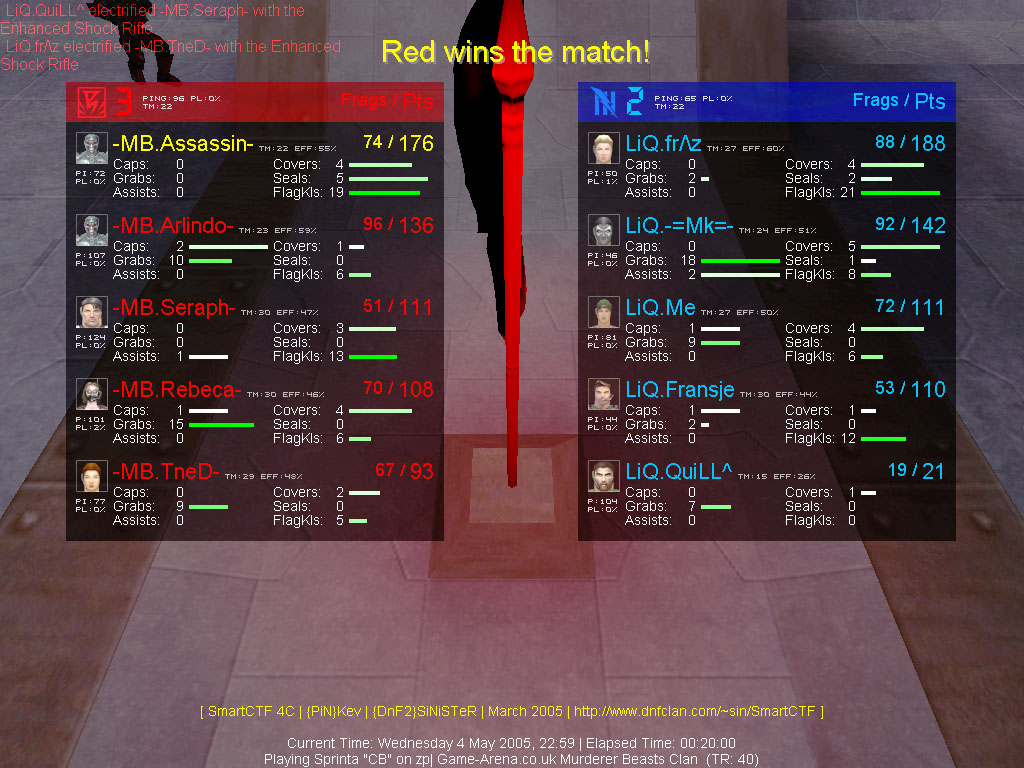 LiQ.QuiLL^ electrified -MB.Seraph- with the
Enhanced Shock Rifle.
LiQ.fr/\z electrified -MB.TneD- with the Enhanced
Shock Rifle
Red wins the match!
3 PING:96 PL:0% TM:22 Frags / Pts
-MB.Assassin- TM:22 EFF:55% 74 / 176
PI:72 PL:0%
Caps: 0 Covers: 4
Grabs: 0 Seals: 5
Assists: 0 FlagKls: 19
-MB.Arlindo- TM:23 EFF:59% 96 / 136
PI:107 PL:0%
Caps: 2 Covers: 1
Grabs: 10 Seals: 0
Assists: 0 FlagKls: 6
-MB.Seraph- TM:30 EFF:47% 51 / 111
PI:124 PL:0%
Caps: 0 Covers: 3
Grabs: 0 Seals: 0
Assists: 1 FlagKls: 13
-MB.Rebeca- TM:30 EFF:46% 70 / 108
PI:101 PL:2%
Caps: 1 Covers: 4
Grabs: 15 Seals: 0
Assists: 0 FlagKls: 6
-MB.TneD- TM:29 EFF:48% 67 / 93
PI:77 PL:0%
Caps: 0 Covers: 2
Grabs: 9 Seals: 0
Assists: 0 FlagKls: 5
2 PING:65 PL:0% TM:22 Frags / Pts
LiQ.fr/\z TM:27 EFF:60% 88 / 188
PI:50 PL:1%
Caps: 0 Covers: 4
Grabs: 2 Seals: 2
Assists: 0 FlagKls: 21
LiQ.-=Mk=- TM:24 EFF:51% 92 / 142
PI:46 PL:0%
Caps: 0 Covers: 5
Grabs: 18 Seals: 1
Assists: 2 FlagKls: 8
LiQ.Me TM:27 EFF:50% 72 / 111
PI:81 PL:0%
Caps: 1 Covers: 4
Grabs: 9 Seals: 0
Assists: 0 FlagKls: 6
LiQ.Fransje TM:30 EFF:44% 53 / 110
PI:44 PL:0%
Caps: 1 Covers: 1
Grabs: 2 Seals: 0
Assists: 0 FlagKls: 12
LiQ.QuiLL^ TM:15 EFF:26% 19 / 21
PI:104 PL:0%
Caps: 0 Covers: 1
Grabs: 7 Seals: 0
Assists: 0 FlagKls: 0
[ SmartCTF 4C | {PiN}Kev | {DnF2}SiNiSTeR | March 2005 | http://www.dnfclan.com/~sin/SmartCTF ]
Current Time: Wednesday 4 May 2005, 22:59 | Elapsed Time: 00:20:00
Playing Sprinta "CB" on zp| Game-Arena.co.uk Murderer Beasts Clan (TR: 40)